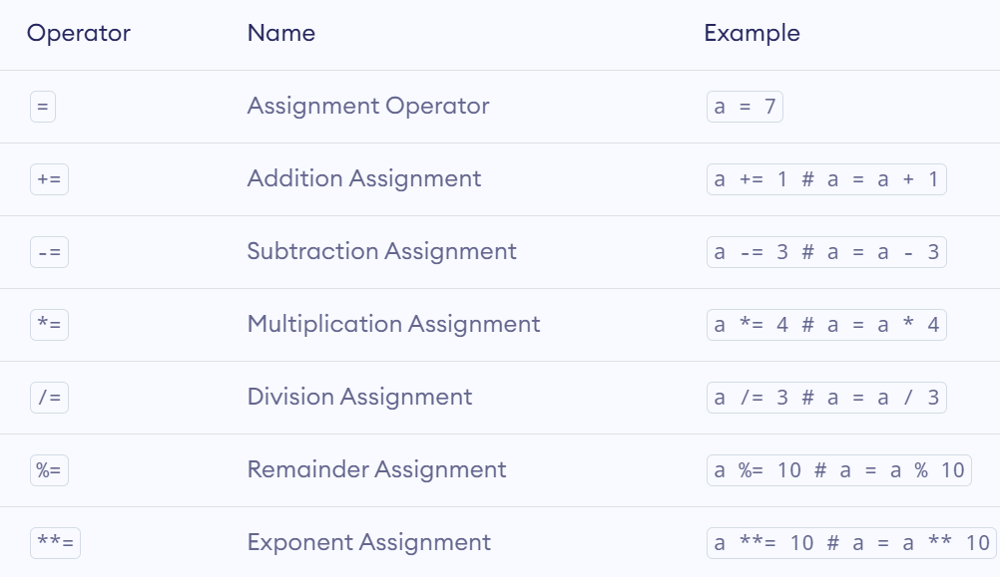 Operator Name Example
= Assignment Operator a = 7
+= Addition Assignment a += 1 # a = a + 1
-= Subtraction Assignment a -= 3 # a = a - 3
*= Multiplication Assignment a *= 4 # a = a * 4
/= Division Assignment a /= 3 # a = a / 3
%= Remainder Assignment a %= 10 # a = a % 10
**= Exponent Assignment a **= 10 # a = a ** 10